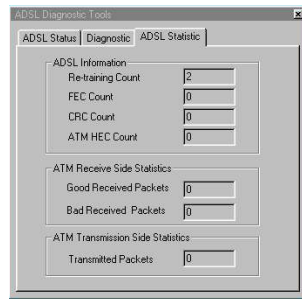 ADSL Diagnostic Tools
ADSL Status Diagnostic ADSL Statistic
ADSL Information
Re-training Count 2
FEC Count 0
CRC Count 0
ATM HEC Count 0
ATM Receive Side Statistics
Good Received Packets 0
Bad Received Packets 0
ATM Transmission Side Statistics
Transmitted Packets 0